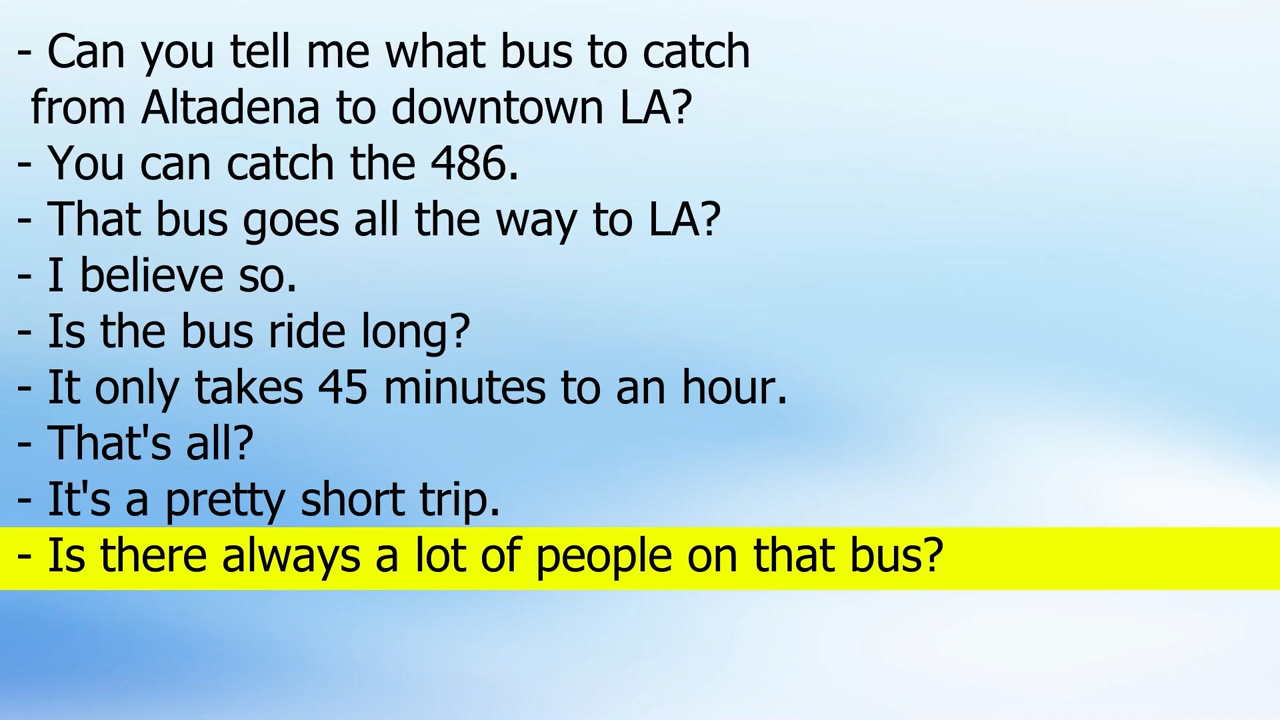 - Can you tell me what bus to catch
from Altadena to downtown LA?
- You can catch the 486.
- That bus goes all the way to LA?
- I believe so.
- Is the bus ride long?
- It only takes 45 minutes to an hour.
- That's all?
- It's a pretty short trip.
- Is there always a lot of people on that bus?